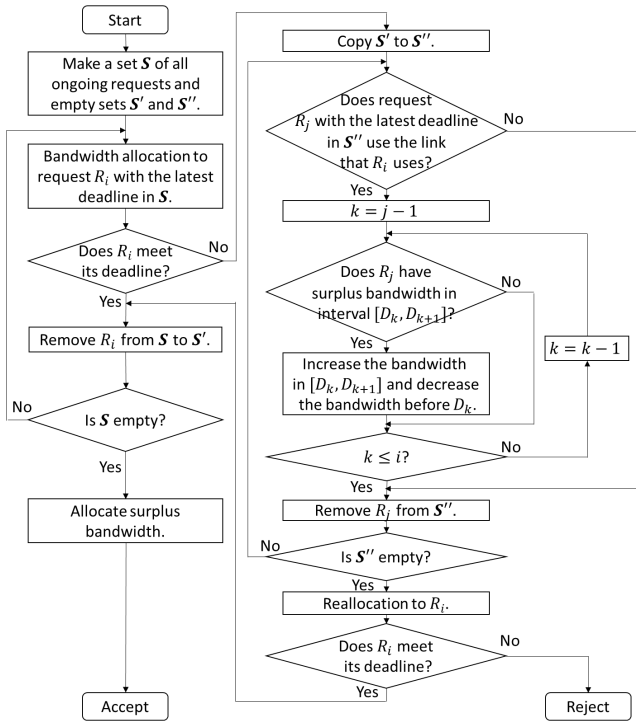 Start
Make a set S of all
ongoing requests and
empty sets S′ and S″.
Bandwidth allocation to
request Rᵢ with the latest
deadline in S.
Does Rᵢ meet
its deadline?
No
Yes
Remove Rᵢ from S to S′.
No
Is S empty?
Yes
Allocate surplus
bandwidth.
Accept
Copy S′ to S″.
Does request
Rⱼ with the latest deadline
in S″ use the link
that Rᵢ uses?
No
Yes
k = j − 1
Does Rⱼ have
surplus bandwidth in
interval [Dₖ, Dₖ₊₁]?
No
Yes
k = k − 1
Increase the bandwidth
in [Dₖ, Dₖ₊₁] and decrease
the bandwidth before Dₖ.
k ≤ i?
No
Yes
Remove Rⱼ from S″.
No
Is S″ empty?
Yes
Reallocation to Rᵢ.
Does Rᵢ meet
its deadline?
No
Yes
Reject